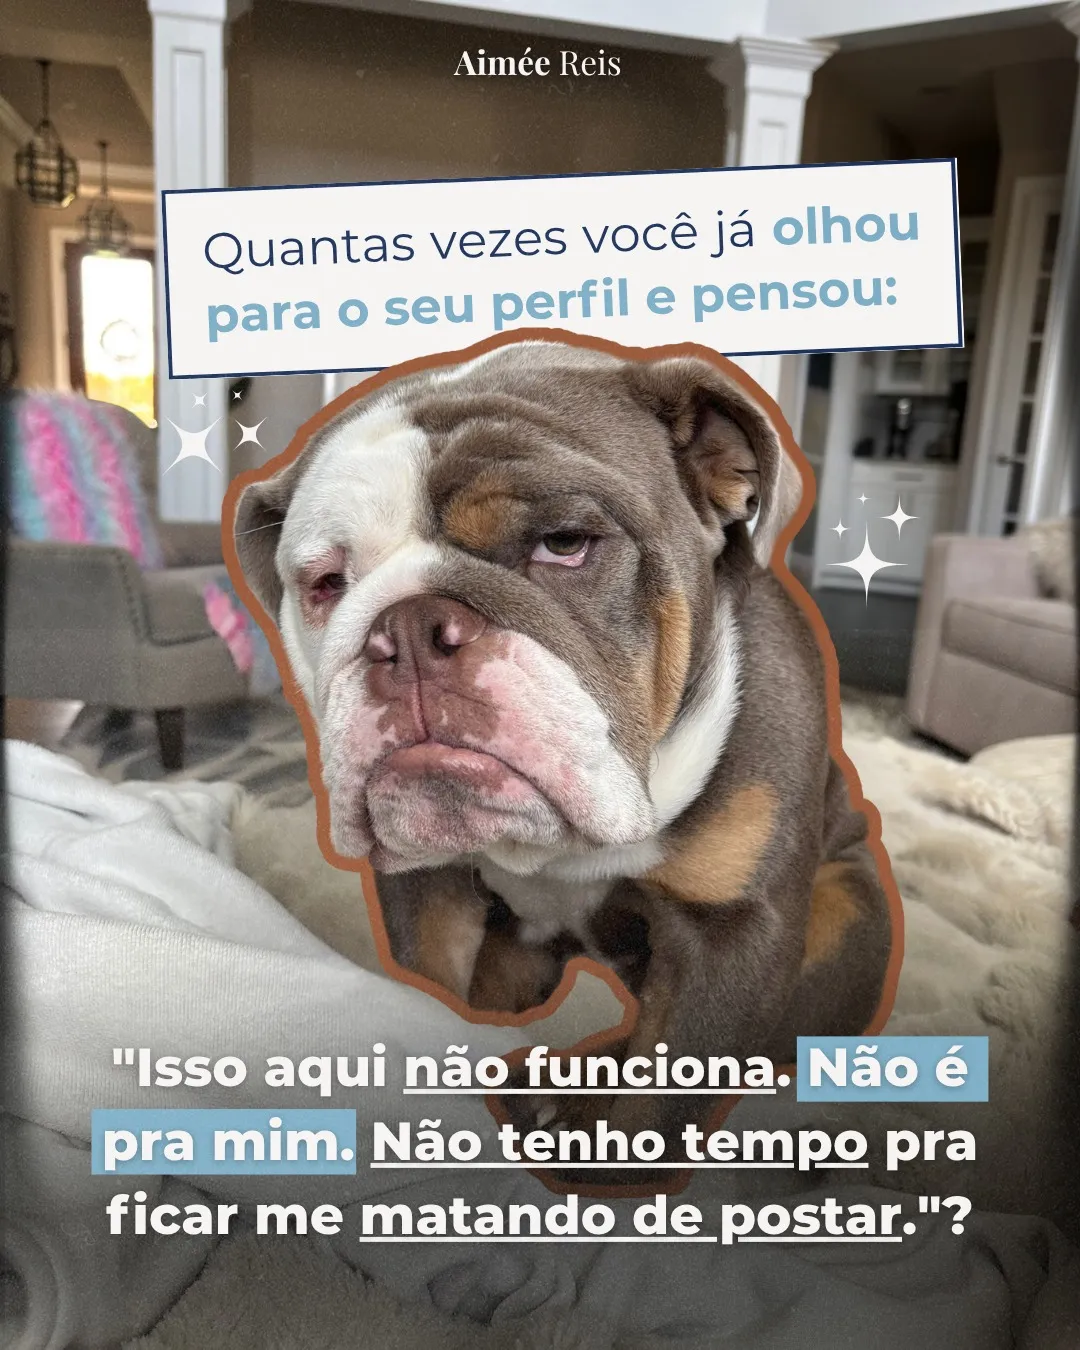 Aimée Reis
Quantas vezes você já olhou
para o seu perfil e pensou:
"Isso aqui não funciona. Não é
pra mim. Não tenho tempo pra
ficar me matando de postar."?